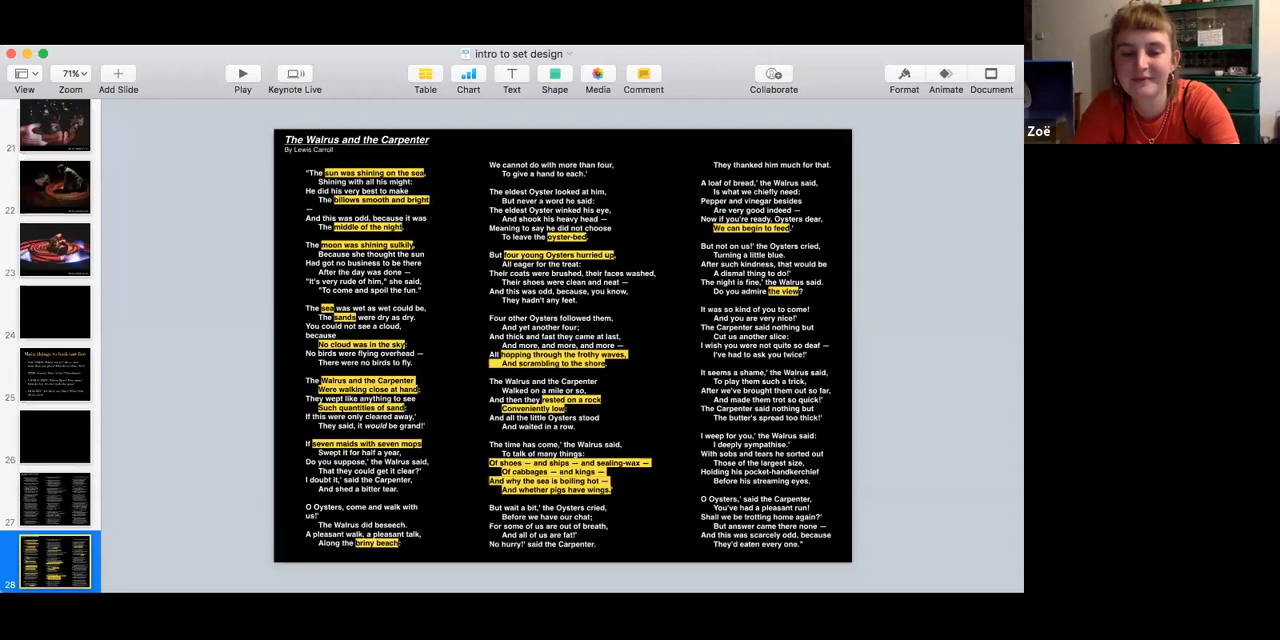 intro to set design
71%
View
Zoom
Add Slide
Play
Keynote Live
Table
Chart
Text
Shape
Media
Comment
Collaborate
Format
Animate
Document
Zoë
21
22
23
24
25
26
27
28
The Walrus and the Carpenter
By Lewis Carroll
"The sun was shining on the sea,
Shining with all his might:
He did his very best to make
The billows smooth and bright
—
And this was odd, because it was
The middle of the night.
The moon was shining sulkily,
Because she thought the sun
Had got no business to be there
After the day was done —
"It's very rude of him," she said,
"To come and spoil the fun."
The sea was wet as wet could be,
The sands were dry as dry.
You could not see a cloud,
because
No cloud was in the sky:
No birds were flying overhead —
There were no birds to fly.
The Walrus and the Carpenter
Were walking close at hand;
They wept like anything to see
Such quantities of sand:
If this were only cleared away,'
They said, it would be grand!'
If seven maids with seven mops
Swept it for half a year,
Do you suppose,' the Walrus said,
That they could get it clear?'
I doubt it,' said the Carpenter,
And shed a bitter tear.
O Oysters, come and walk with
us!'
The Walrus did beseech.
A pleasant walk, a pleasant talk,
Along the briny beach:
We cannot do with more than four,
To give a hand to each.'
The eldest Oyster looked at him,
But never a word he said:
The eldest Oyster winked his eye,
And shook his heavy head —
Meaning to say he did not choose
To leave the oyster-bed.
But four young Oysters hurried up,
All eager for the treat:
Their coats were brushed, their faces washed,
Their shoes were clean and neat —
And this was odd, because, you know,
They hadn't any feet.
Four other Oysters followed them,
And yet another four;
And thick and fast they came at last,
And more, and more, and more —
All hopping through the frothy waves,
And scrambling to the shore.
The Walrus and the Carpenter
Walked on a mile or so,
And then they rested on a rock
Conveniently low:
And all the little Oysters stood
And waited in a row.
The time has come,' the Walrus said,
To talk of many things:
Of shoes — and ships — and sealing-wax —
Of cabbages — and kings —
And why the sea is boiling hot —
And whether pigs have wings.'
But wait a bit,' the Oysters cried,
Before we have our chat;
For some of us are out of breath,
And all of us are fat!'
No hurry!' said the Carpenter.
They thanked him much for that.
A loaf of bread,' the Walrus said,
Is what we chiefly need:
Pepper and vinegar besides
Are very good indeed —
Now if you're ready, Oysters dear,
We can begin to feed.'
But not on us!' the Oysters cried,
Turning a little blue.
After such kindness, that would be
A dismal thing to do!'
The night is fine,' the Walrus said.
Do you admire the view?
It was so kind of you to come!
And you are very nice!'
The Carpenter said nothing but
Cut us another slice:
I wish you were not quite so deaf —
I've had to ask you twice!'
It seems a shame,' the Walrus said,
To play them such a trick,
After we've brought them out so far,
And made them trot so quick!'
The Carpenter said nothing but
The butter's spread too thick!'
I weep for you,' the Walrus said:
I deeply sympathise.'
With sobs and tears he sorted out
Those of the largest size,
Holding his pocket-handkerchief
Before his streaming eyes.
O Oysters,' said the Carpenter,
You've had a pleasant run!
Shall we be trotting home again?'
But answer came there none —
And this was scarcely odd, because
They'd eaten every one."